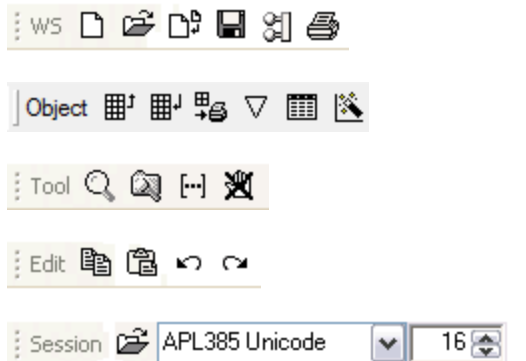 WS
Object
Tool
Edit
Session APL385 Unicode 16